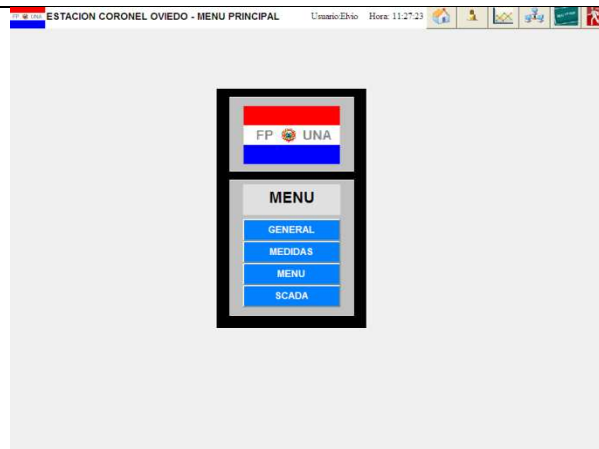 ESTACION CORONEL OVIEDO - MENU PRINCIPAL Usuario:Elvio Hora: 11:27:23
FP UNA
MENU
GENERAL
MEDIDAS
MENU
SCADA